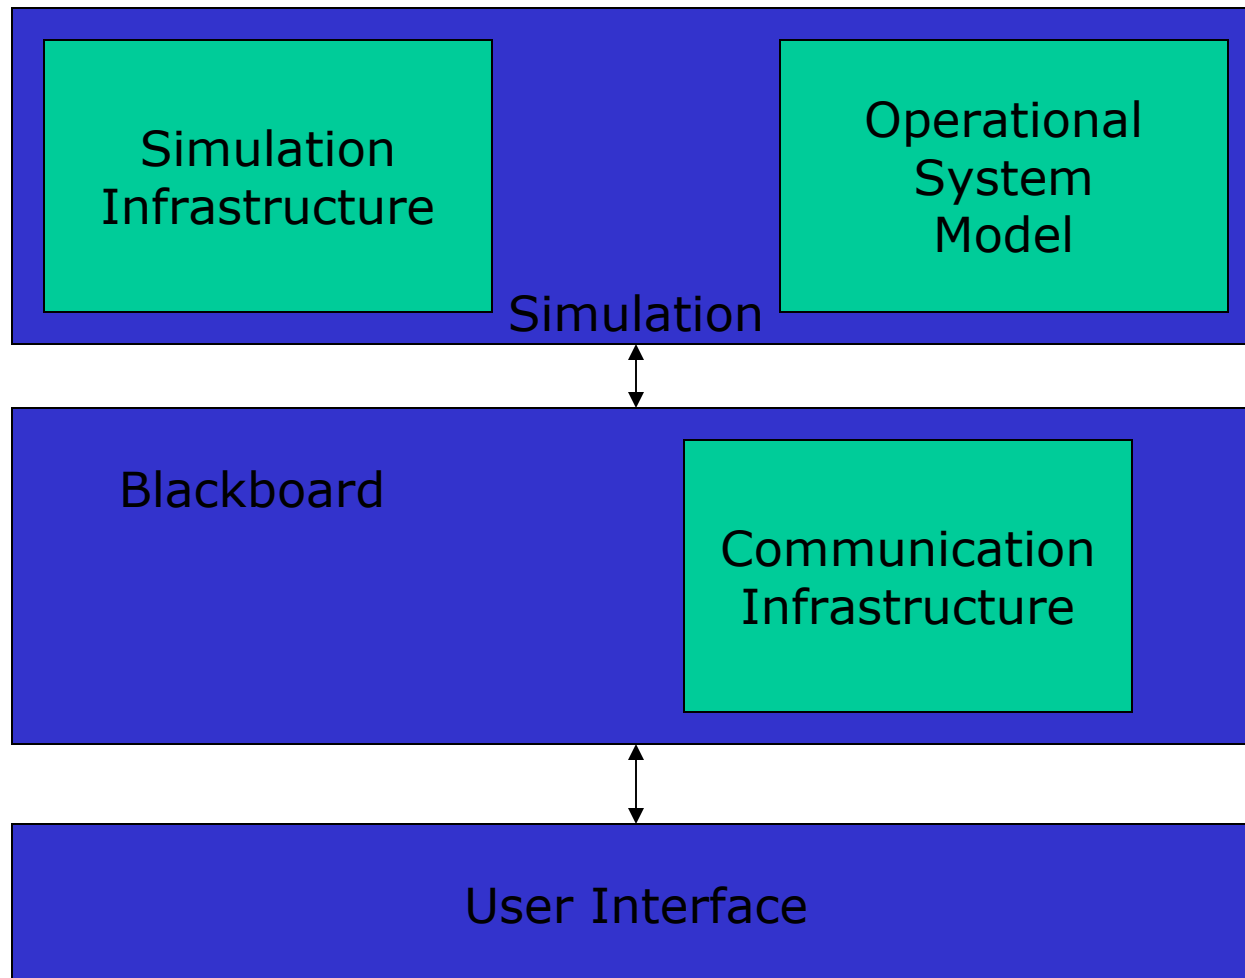 Simulation
Infrastructure
Operational
System
Model
Simulation
Blackboard
Communication
Infrastructure
User Interface